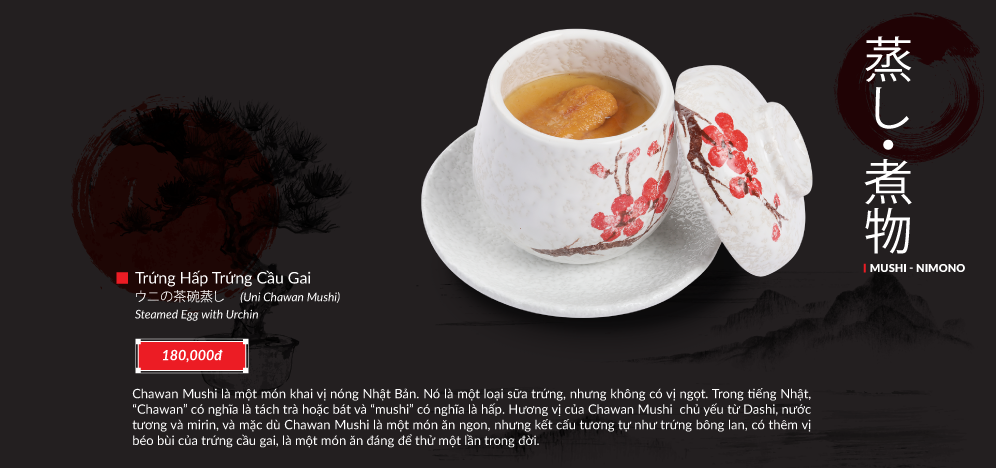 蒸し・煮物
MUSHI - NIMONO
Trứng Hấp Trứng Cầu Gai
ウニの茶碗蒸し (Uni Chawan Mushi)
Steamed Egg with Urchin
180,000đ
Chawan Mushi là một món khai vị nóng Nhật Bản. Nó là một loại sữa trứng, nhưng không có vị ngọt. Trong tiếng Nhật,
“Chawan” có nghĩa là tách trà hoặc bát và “mushi” có nghĩa là hấp. Hương vị của Chawan Mushi chủ yếu từ Dashi, nước
tương và mirin, và mặc dù Chawan Mushi là một món ăn ngon, nhưng kết cấu tương tự như trứng bông lan, có thêm vị
béo bùi của trứng cầu gai, là một món ăn đáng để thử một lần trong đời.